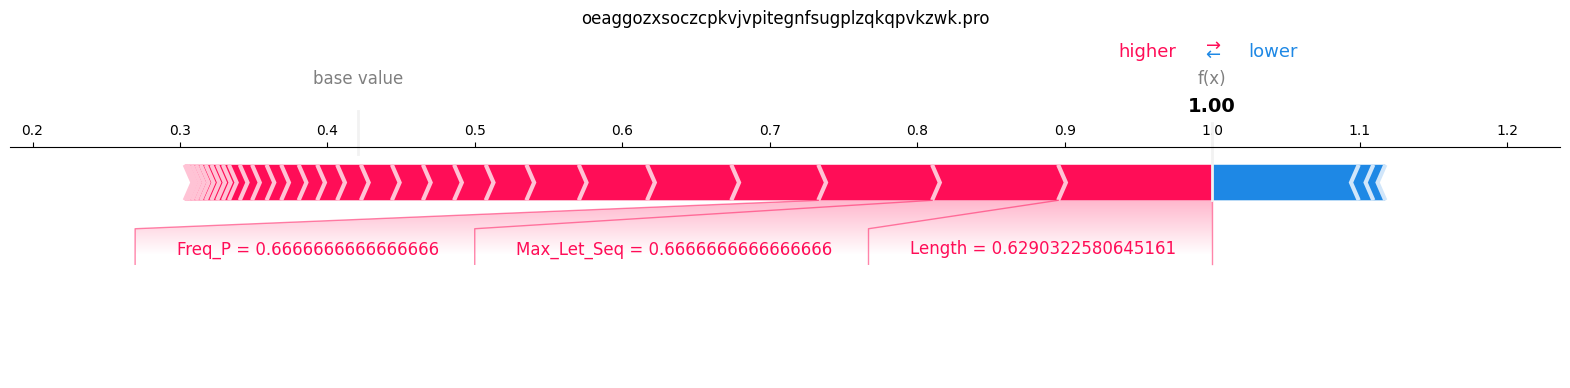 oeaggozxsoczcpkvjvpitegnfsugplzqkqpvkzwk.pro
higher ⇄ lower
base value f(x)
1.00
0.2 0.3 0.4 0.5 0.6 0.7 0.8 0.9 1.0 1.1 1.2
Freq_P = 0.6666666666666666 Max_Let_Seq = 0.6666666666666666 Length = 0.6290322580645161